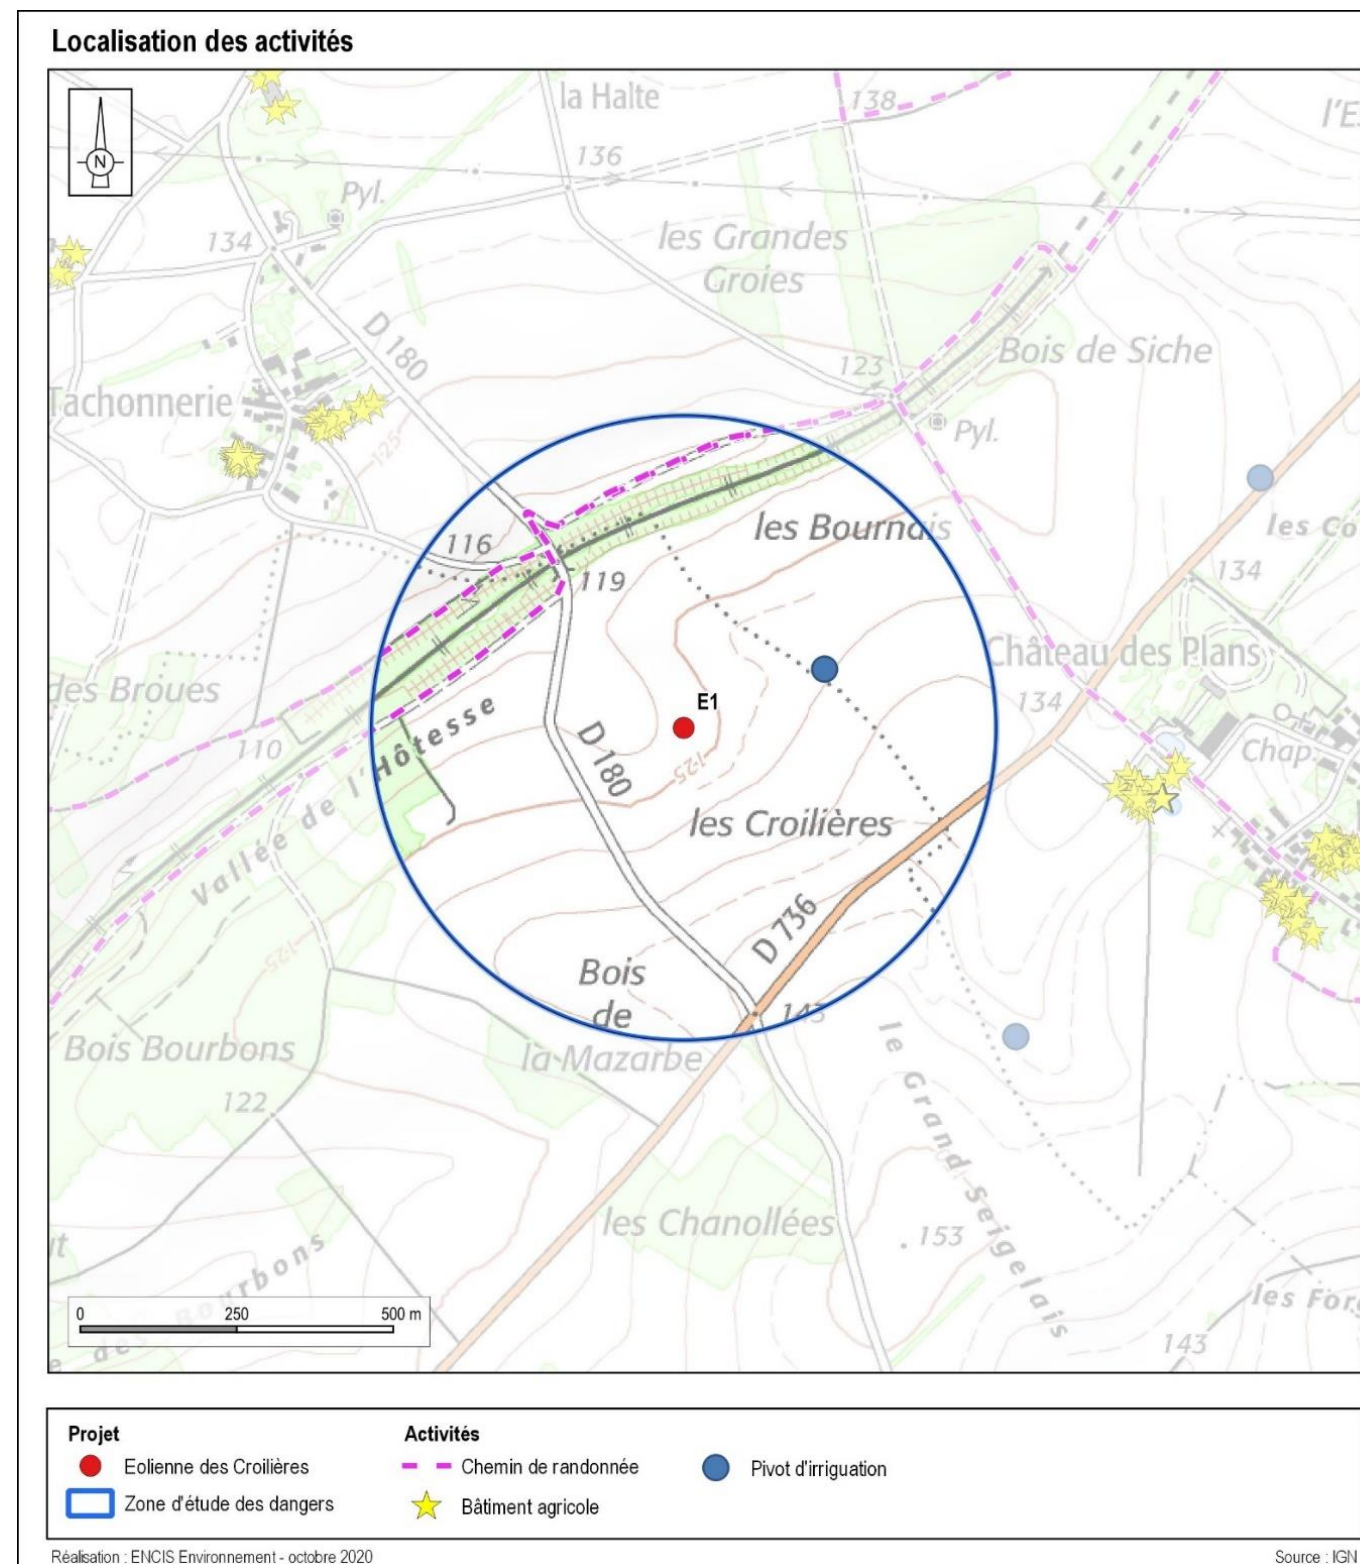 Localisation des activités
N
la Halte
138
l'E
136
Pyl.
134
les Grandes
Groies
D 180
Bois de Siche
123
Tachonnerie
Pyl.
125
les Bournais
116
les Co
119
134
Château des Plans
des Broues
E1
134
110
Chap.
D 180
125
Vallée de l'Hôtesse
les Croilières
D 736
125
Bois
de
la Mazarbe
Bois Bourbons
122
le Grand Seigelais
les Chanollées
153
des Bourbons
les Forg
143
0 250 500 m
Projet
Eolienne des Croilières
Zone d'étude des dangers
Activités
Chemin de randonnée
Bâtiment agricole
Pivot d'irriguation
Réalisation : ENCIS Environnement - octobre 2020
Source : IGN